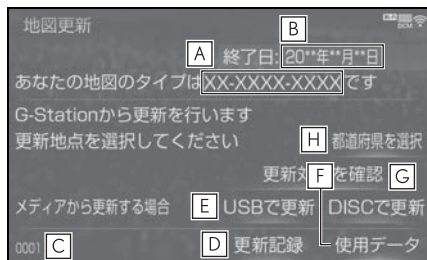 地図更新
DCM
B
A 終了日: 20**年**月**日
あなたの地図のタイプはXX-XXXX-XXXXです
G-Stationから更新を行います
更新地点を選択してください H 都道府県を選択
更新対 F を確認 G
メディアから更新する場合 E USBで更新 DISCで更新
0001 C D 更新記録 使用データ